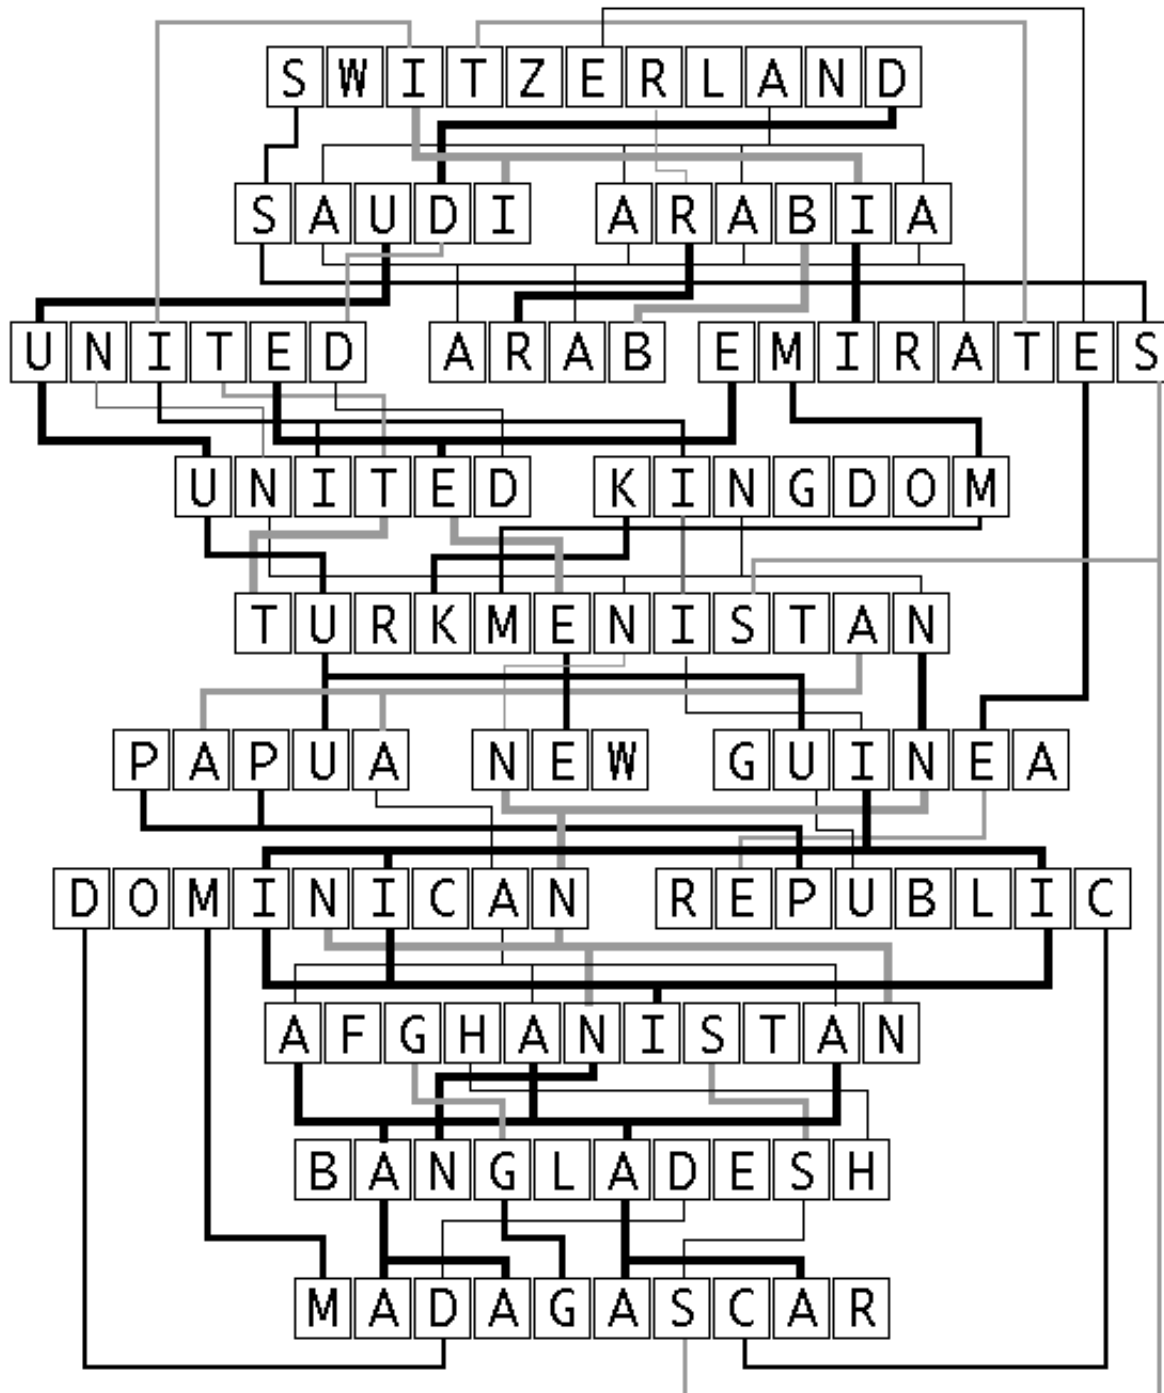 SWITZERLAND
SAUDI ARABIA
UNITED ARAB EMIRATES
UNITED KINGDOM
TURKMENISTAN
PAPUA NEW GUINEA
DOMINICAN REPUBLIC
AFGHANISTAN
BANGLADESH
MADAGASCAR